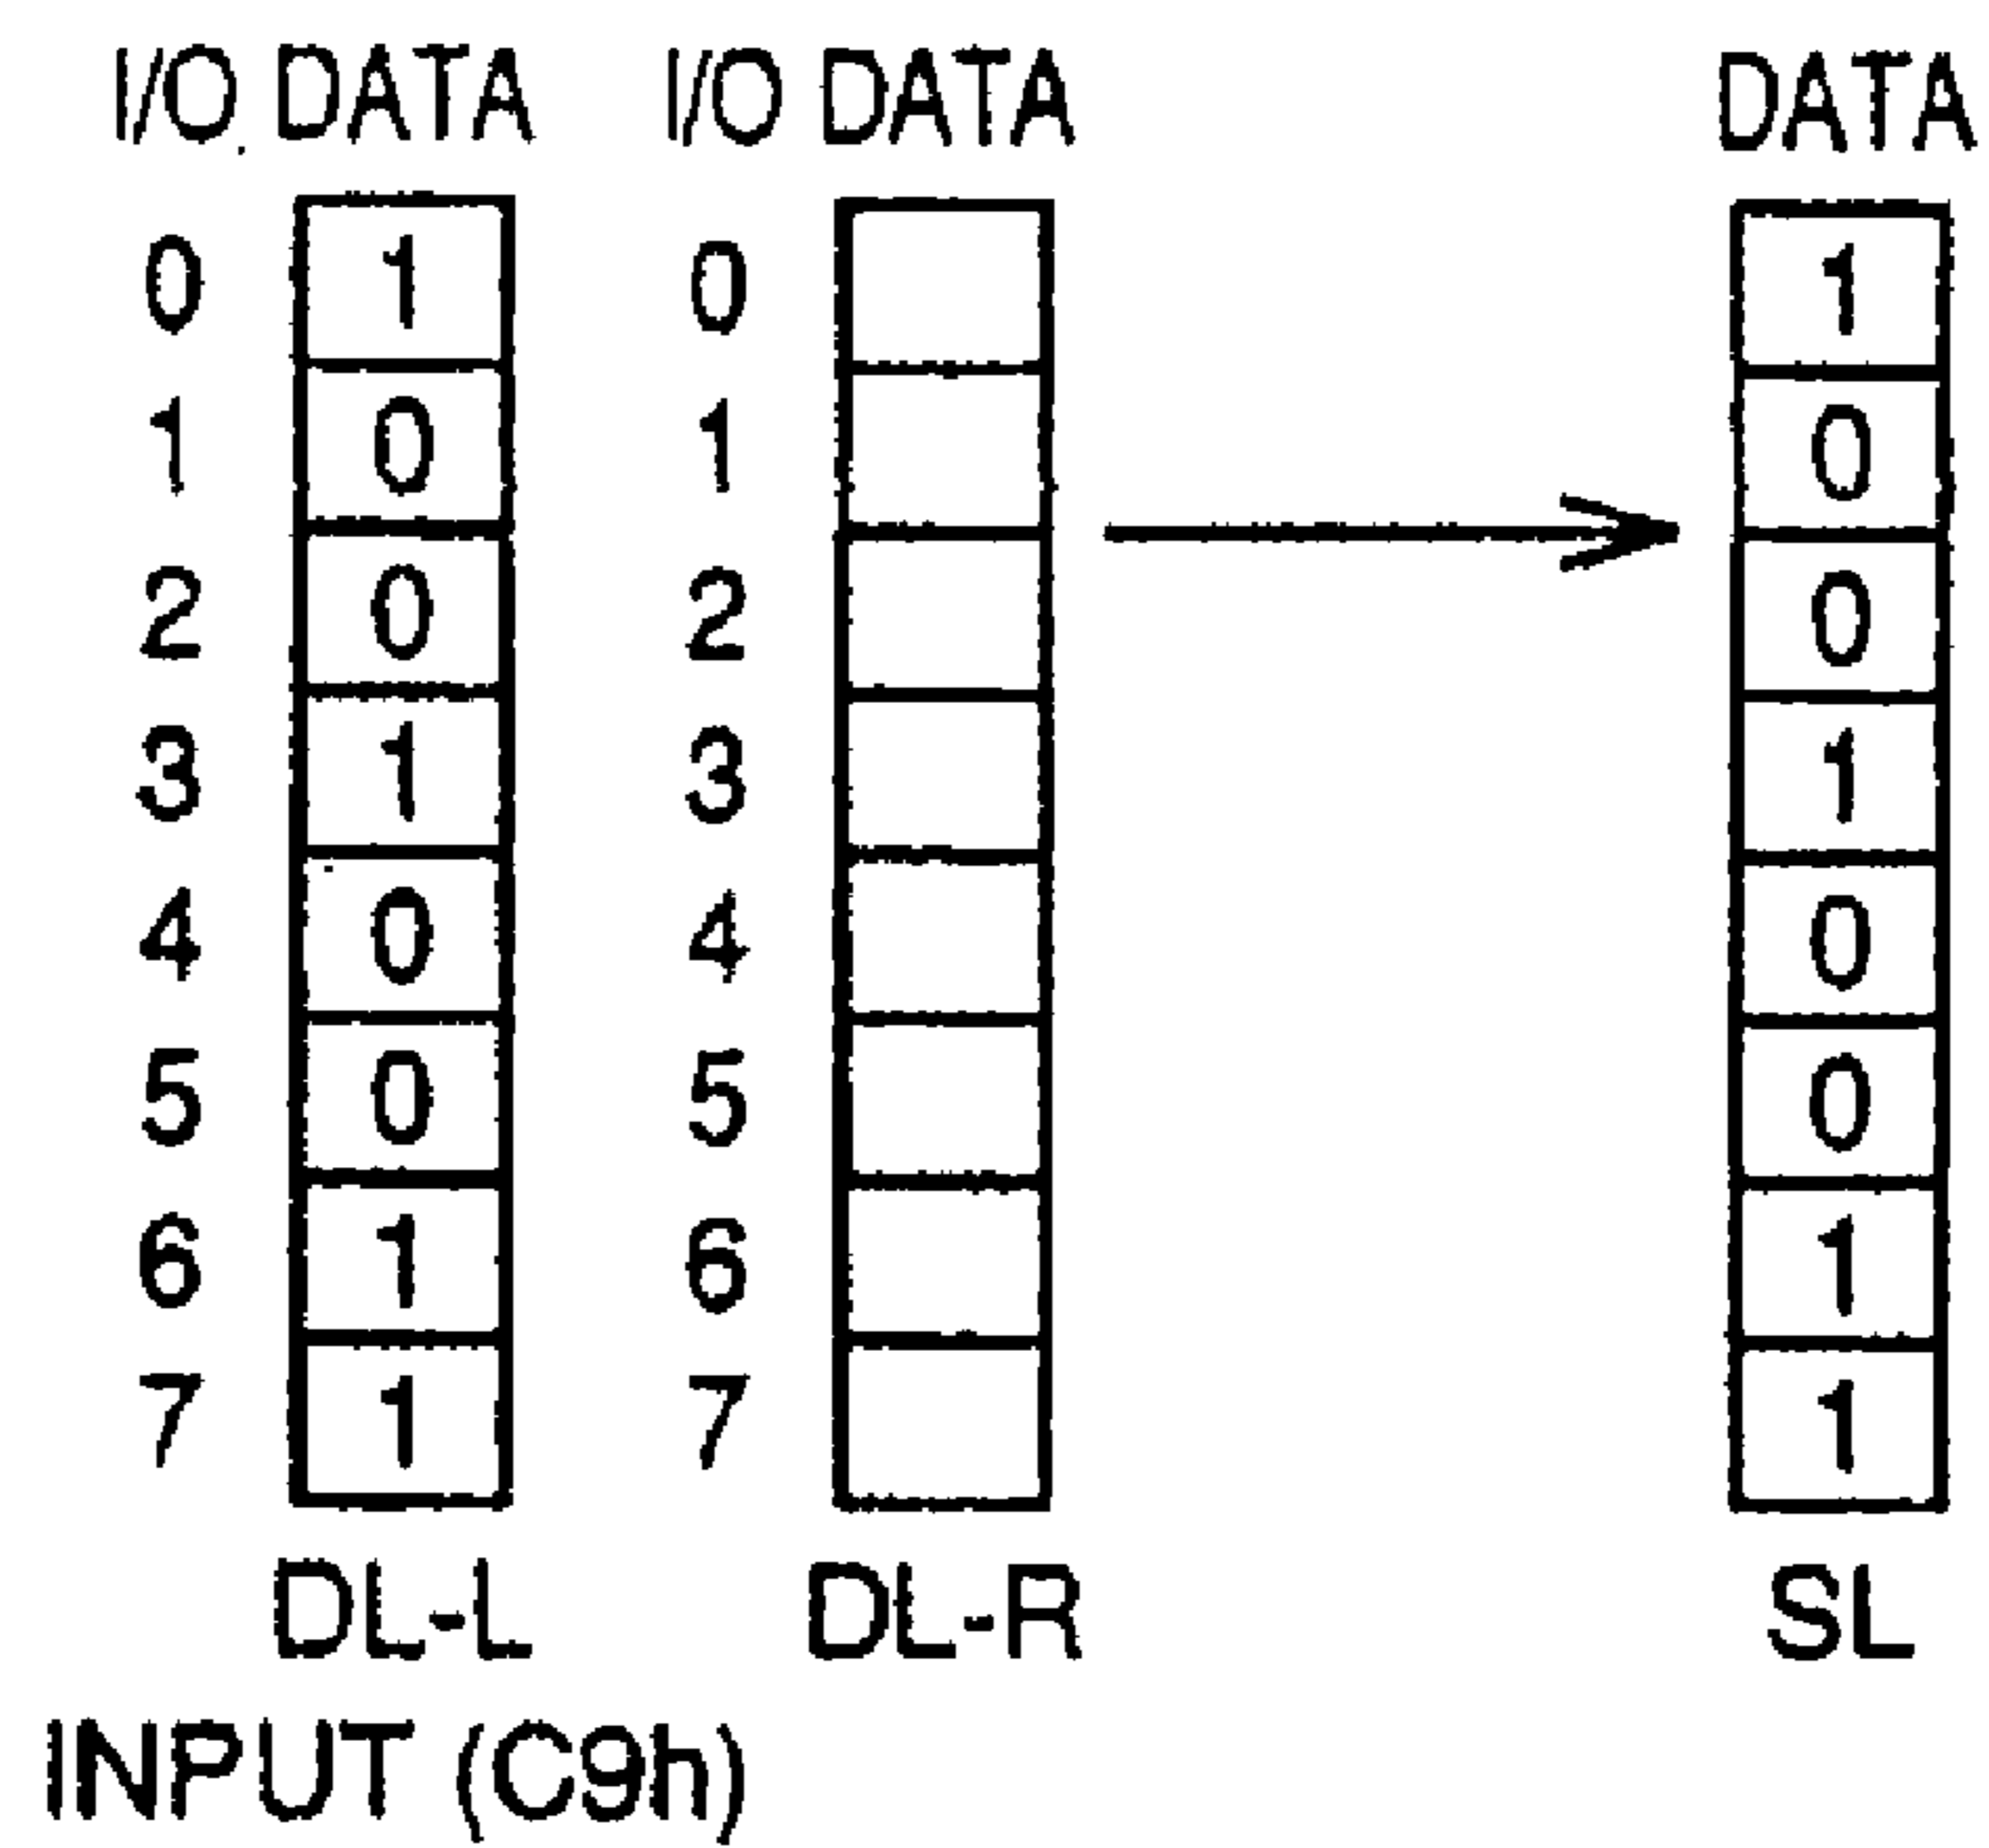 I/O. DATA I/O DATA DATA
0 1 0 1
1 0 1 0
2 0 2 0
3 1 3 1
4 0 4 0
5 0 5 0
6 1 6 1
7 1 7 1
DL-L DL-R SL
INPUT (C9h)